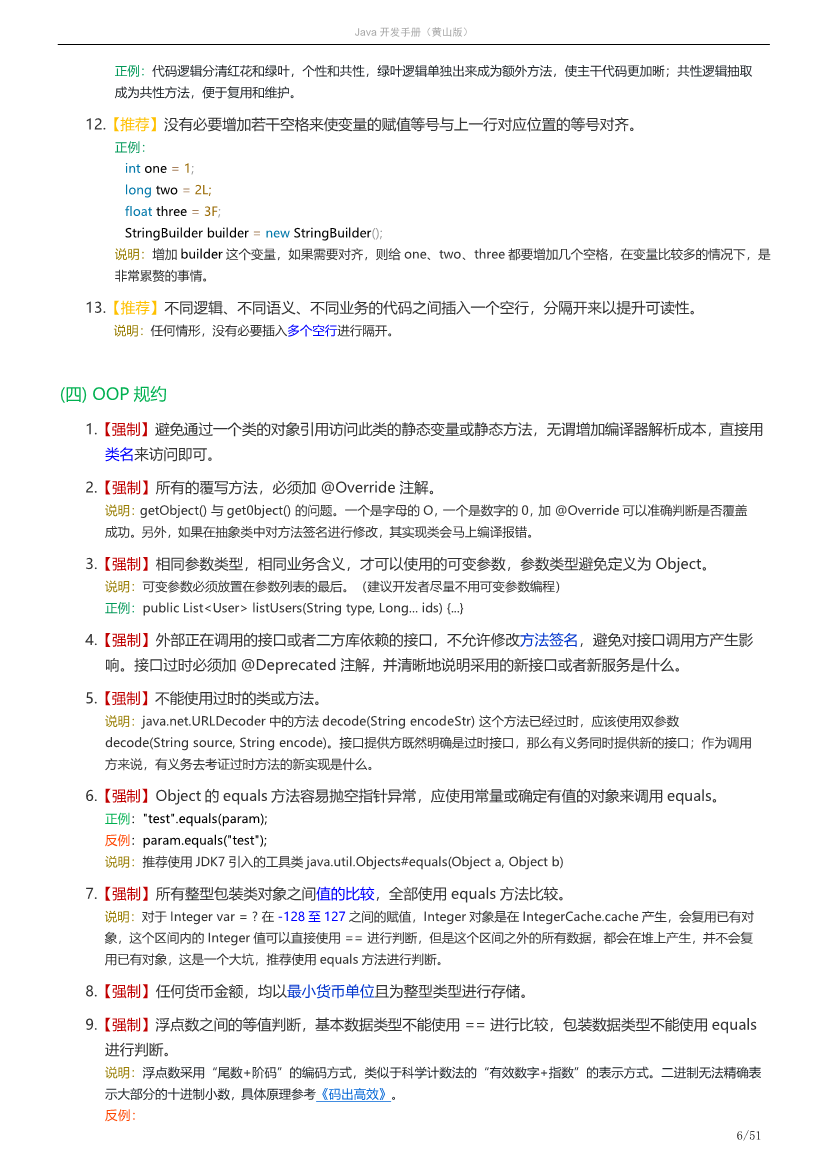 Java 开发手册（黄山版）
正例：代码逻辑分清红花和绿叶，个性和共性，绿叶逻辑单独出来成为额外方法，使主干代码更加晰；共性逻辑抽取
成为共性方法，便于复用和维护。
12.【推荐】没有必要增加若干空格来使变量的赋值等号与上一行对应位置的等号对齐。
正例：
int one = 1;
long two = 2L;
float three = 3F;
StringBuilder builder = new StringBuilder();
说明：增加 builder 这个变量，如果需要对齐，则给 one、two、three 都要增加几个空格，在变量比较多的情况下，是
非常累赘的事情。
13.【推荐】不同逻辑、不同语义、不同业务的代码之间插入一个空行，分隔开来以提升可读性。
说明：任何情形，没有必要插入多个空行进行隔开。
(四) OOP 规约
1.【强制】避免通过一个类的对象引用访问此类的静态变量或静态方法，无谓增加编译器解析成本，直接用
类名来访问即可。
2.【强制】所有的覆写方法，必须加 @Override 注解。
说明：getObject() 与 get0bject() 的问题。一个是字母的 O，一个是数字的 0，加 @Override 可以准确判断是否覆盖
成功。另外，如果在抽象类中对方法签名进行修改，其实现类会马上编译报错。
3.【强制】相同参数类型，相同业务含义，才可以使用的可变参数，参数类型避免定义为 Object。
说明：可变参数必须放置在参数列表的最后。（建议开发者尽量不用可变参数编程）
正例：public List<User> listUsers(String type, Long... ids) {...}
4.【强制】外部正在调用的接口或者二方库依赖的接口，不允许修改方法签名，避免对接口调用方产生影
响。接口过时必须加 @Deprecated 注解，并清晰地说明采用的新接口或者新服务是什么。
5.【强制】不能使用过时的类或方法。
说明：java.net.URLDecoder 中的方法 decode(String encodeStr) 这个方法已经过时，应该使用双参数
decode(String source, String encode)。接口提供方既然明确是过时接口，那么有义务同时提供新的接口；作为调用
方来说，有义务去考证过时方法的新实现是什么。
6.【强制】Object 的 equals 方法容易抛空指针异常，应使用常量或确定有值的对象来调用 equals。
正例："test".equals(param);
反例：param.equals("test");
说明：推荐使用 JDK7 引入的工具类 java.util.Objects#equals(Object a, Object b)
7.【强制】所有整型包装类对象之间值的比较，全部使用 equals 方法比较。
说明：对于 Integer var = ? 在 -128 至 127 之间的赋值，Integer 对象是在 IntegerCache.cache 产生，会复用已有对
象，这个区间内的 Integer 值可以直接使用 == 进行判断，但是这个区间之外的所有数据，都会在堆上产生，并不会复
用已有对象，这是一个大坑，推荐使用 equals 方法进行判断。
8.【强制】任何货币金额，均以最小货币单位且为整型类型进行存储。
9.【强制】浮点数之间的等值判断，基本数据类型不能使用 == 进行比较，包装数据类型不能使用 equals
进行判断。
说明：浮点数采用“尾数+阶码”的编码方式，类似于科学计数法的“有效数字+指数”的表示方式。二进制无法精确表
示大部分的十进制小数，具体原理参考《码出高效》。
反例：
6/51